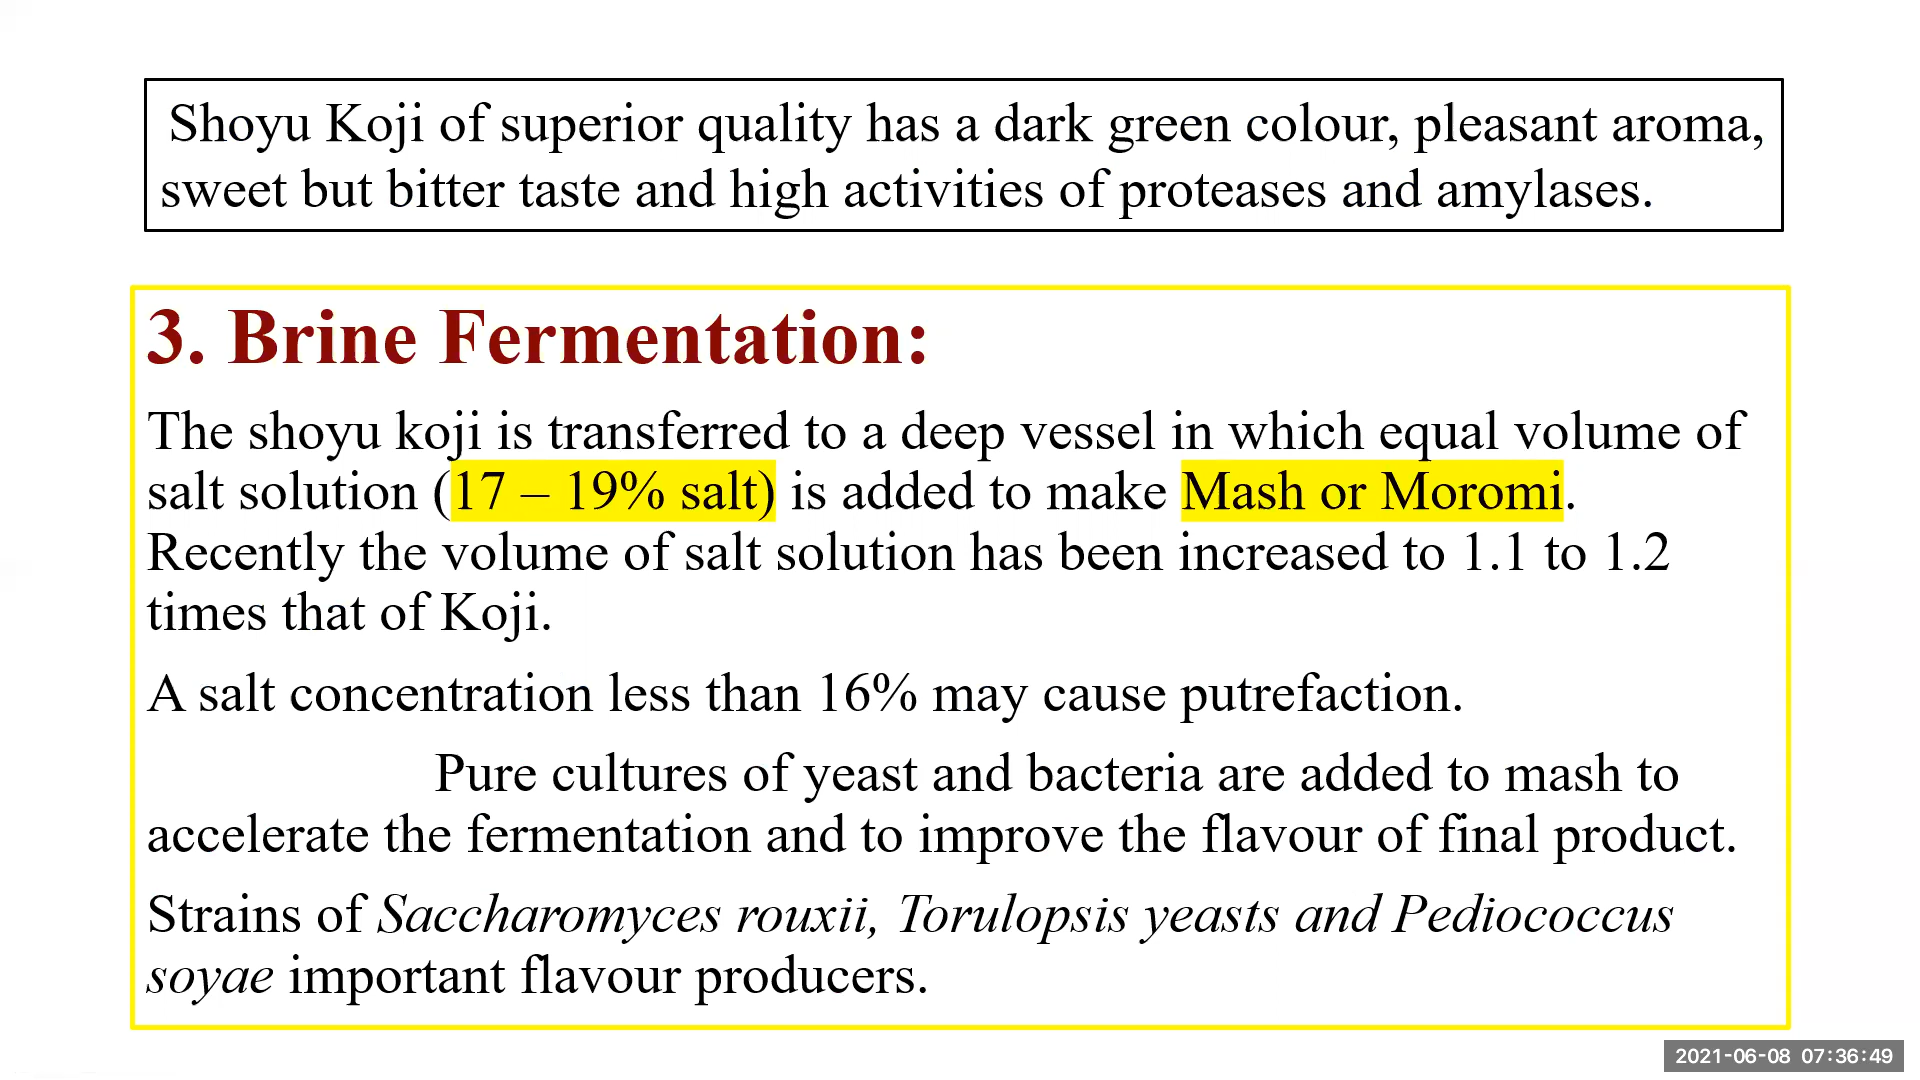 Shoyu Koji of superior quality has a dark green colour, pleasant aroma,
sweet but bitter taste and high activities of proteases and amylases.
3. Brine Fermentation:
The shoyu koji is transferred to a deep vessel in which equal volume of
salt solution (17 – 19% salt) is added to make Mash or Moromi.
Recently the volume of salt solution has been increased to 1.1 to 1.2
times that of Koji.
A salt concentration less than 16% may cause putrefaction.
Pure cultures of yeast and bacteria are added to mash to
accelerate the fermentation and to improve the flavour of final product.
Strains of Saccharomyces rouxii, Torulopsis yeasts and Pediococcus
soyae important flavour producers.
2021-06-08 07:36:49